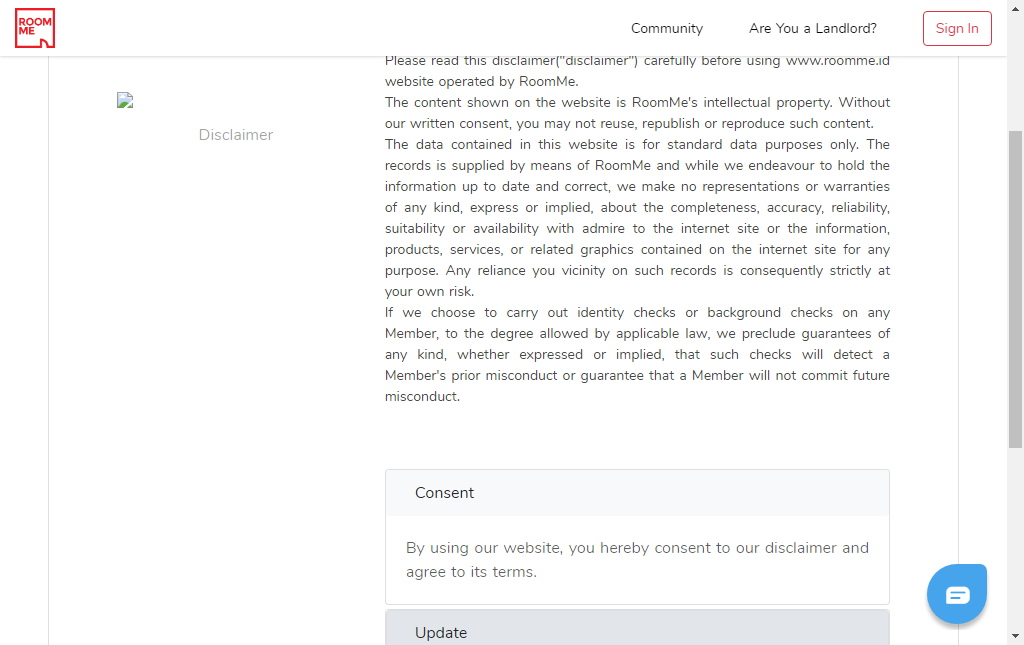 ROOM
ME
Community
Are You a Landlord?
Sign In
Please read this disclaimer("disclaimer") carefully before using www.roomme.id
website operated by RoomMe.
The content shown on the website is RoomMe's intellectual property. Without
our written consent, you may not reuse, republish or reproduce such content.
The data contained in this website is for standard data purposes only. The
records is supplied by means of RoomMe and while we endeavour to hold the
information up to date and correct, we make no representations or warranties
of any kind, express or implied, about the completeness, accuracy, reliability,
suitability or availability with admire to the internet site or the information,
products, services, or related graphics contained on the internet site for any
purpose. Any reliance you vicinity on such records is consequently strictly at
your own risk.
If we choose to carry out identity checks or background checks on any
Member, to the degree allowed by applicable law, we preclude guarantees of
any kind, whether expressed or implied, that such checks will detect a
Member's prior misconduct or guarantee that a Member will not commit future
misconduct.
Disclaimer
Consent
By using our website, you hereby consent to our disclaimer and
agree to its terms.
Update